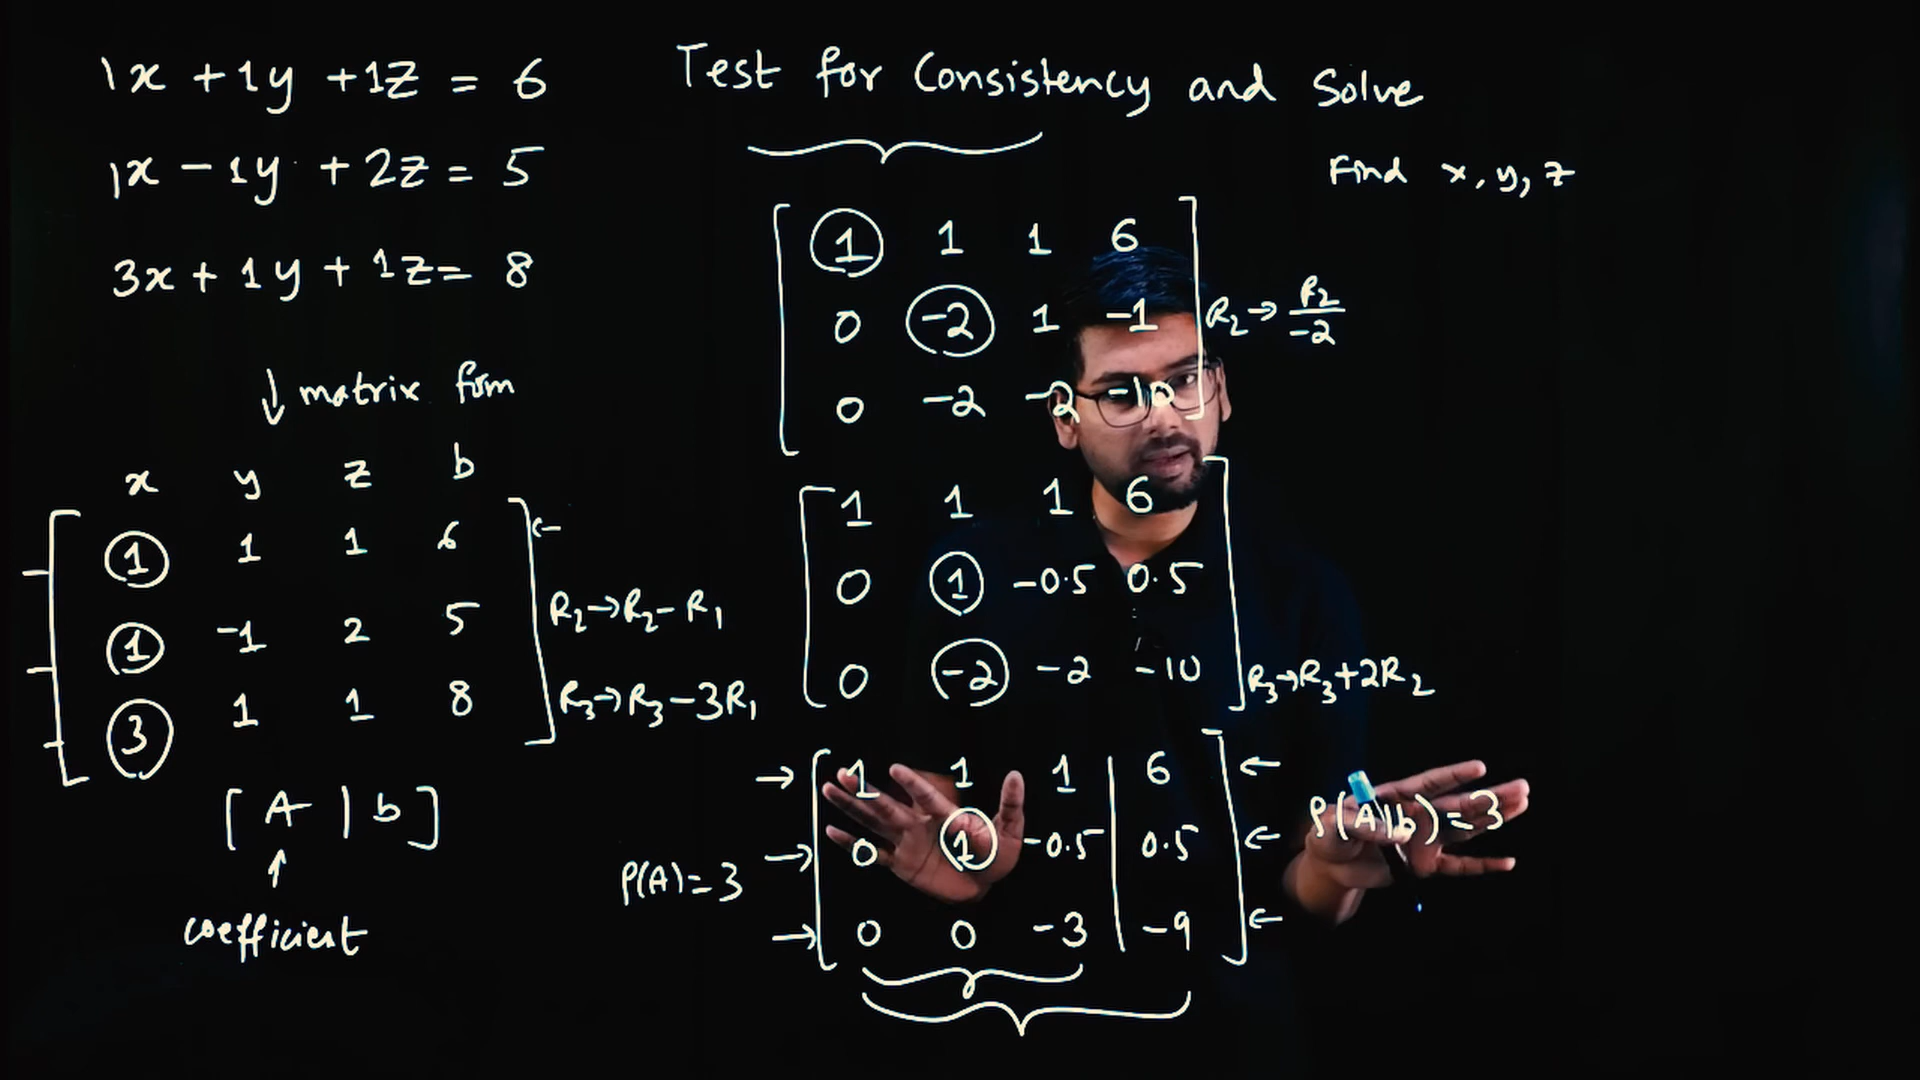 1x + 1y + 1z = 6
1x - 1y + 2z = 5
3x + 1y + 1z = 8
↓ matrix form
x y z b
1 1 1 6 ←
1 -1 2 5 R₂→R₂-R₁
3 1 1 8 R₃→R₃-3R₁
[A | b]
↑
coefficient
Test for Consistency and Solve
Find x, y, z
1 1 1 6
0 -2 1 -1 R₂→R₂/-2
0 -2 -2 -10
1 1 1 6
0 1 -0.5 0.5
0 -2 -2 -10 R₃→R₃+2R₂
→ 1 1 1 | 6 ←
→ 0 1 -0.5 | 0.5 ←
→ 0 0 -3 | -9 ←
ρ(A)=3
ρ(A|b)=3